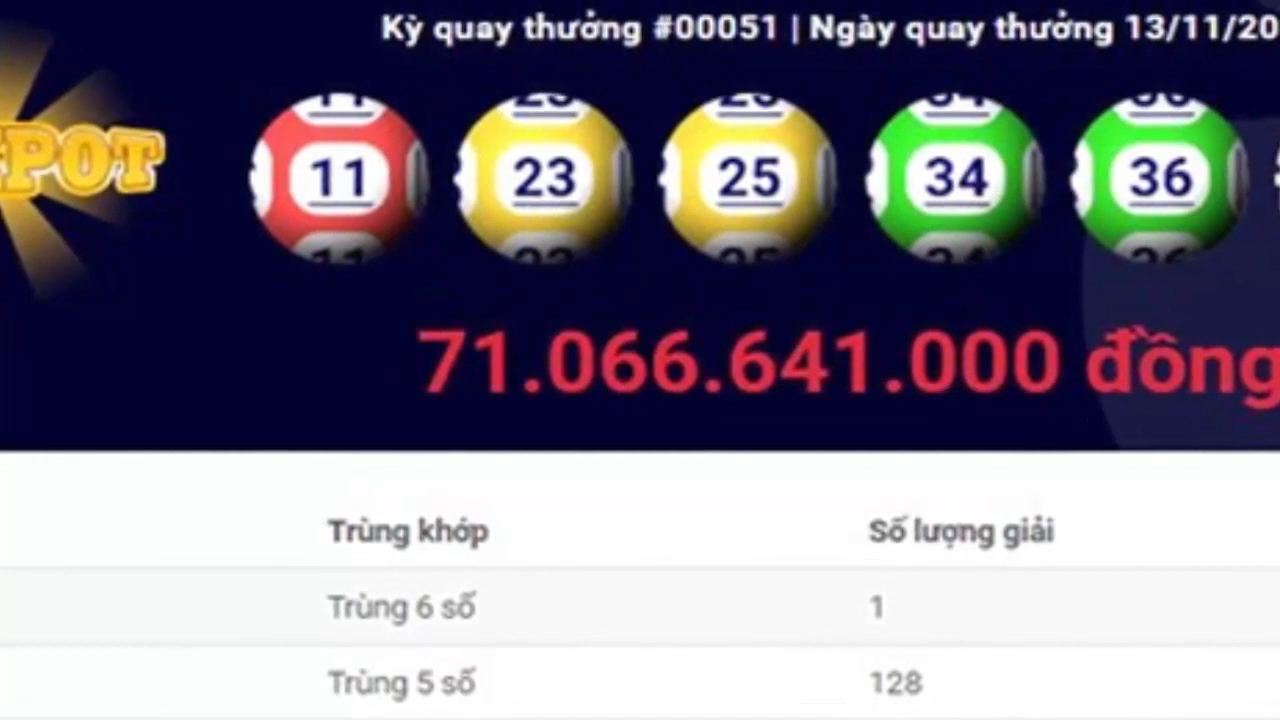 Kỳ quay thưởng #00051 | Ngày quay thưởng 13/11/20
POT
11 23 25 34 36
71.066.641.000 đồng
Trùng khớp Số lượng giải
Trùng 6 số 1
Trùng 5 số 128